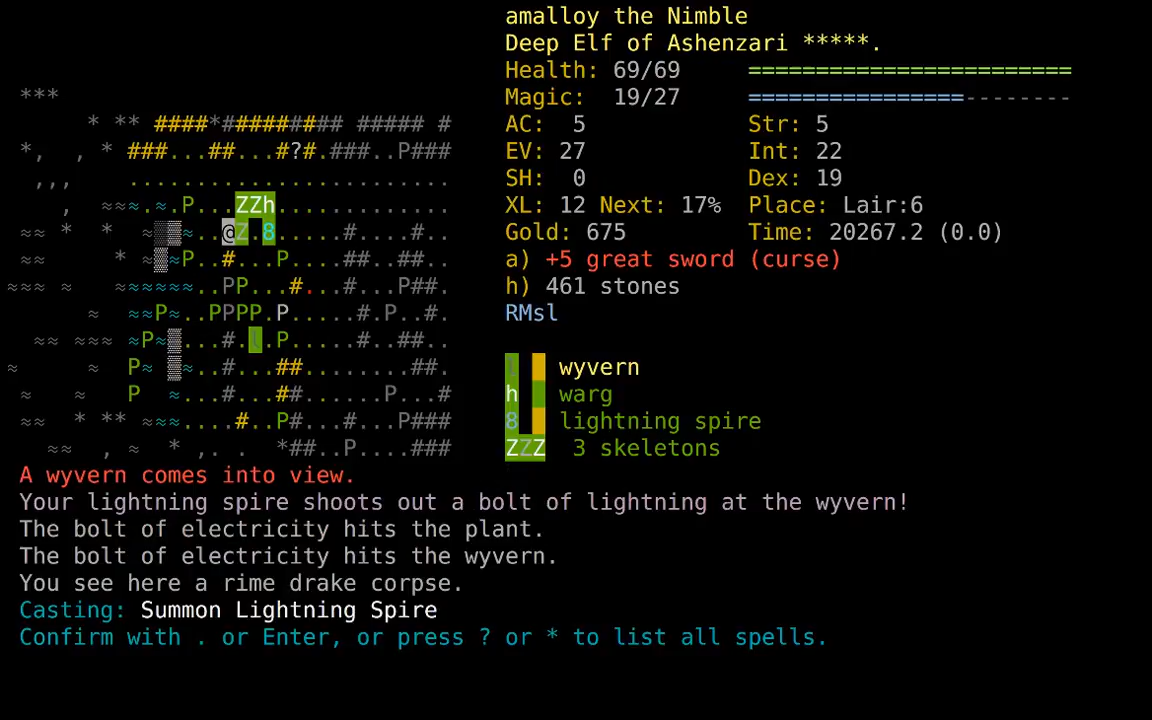 amalloy the Nimble
Deep Elf of Ashenzari *****.
Health: 69/69 ========================
Magic:  19/27 ================--------
AC:  5 Str: 5
EV: 27 Int: 22
SH:  0 Dex: 19
XL: 12 Next: 17% Place: Lair:6
Gold: 675 Time: 20267.2 (0.0)
a) +5 great sword (curse)
h) 461 stones
RMsl
wyvern
h warg
8 lightning spire
ZZZ 3 skeletons
A wyvern comes into view.
Your lightning spire shoots out a bolt of lightning at the wyvern!
The bolt of electricity hits the plant.
The bolt of electricity hits the wyvern.
You see here a rime drake corpse.
Casting: Summon Lightning Spire
Confirm with . or Enter, or press ? or * to list all spells.